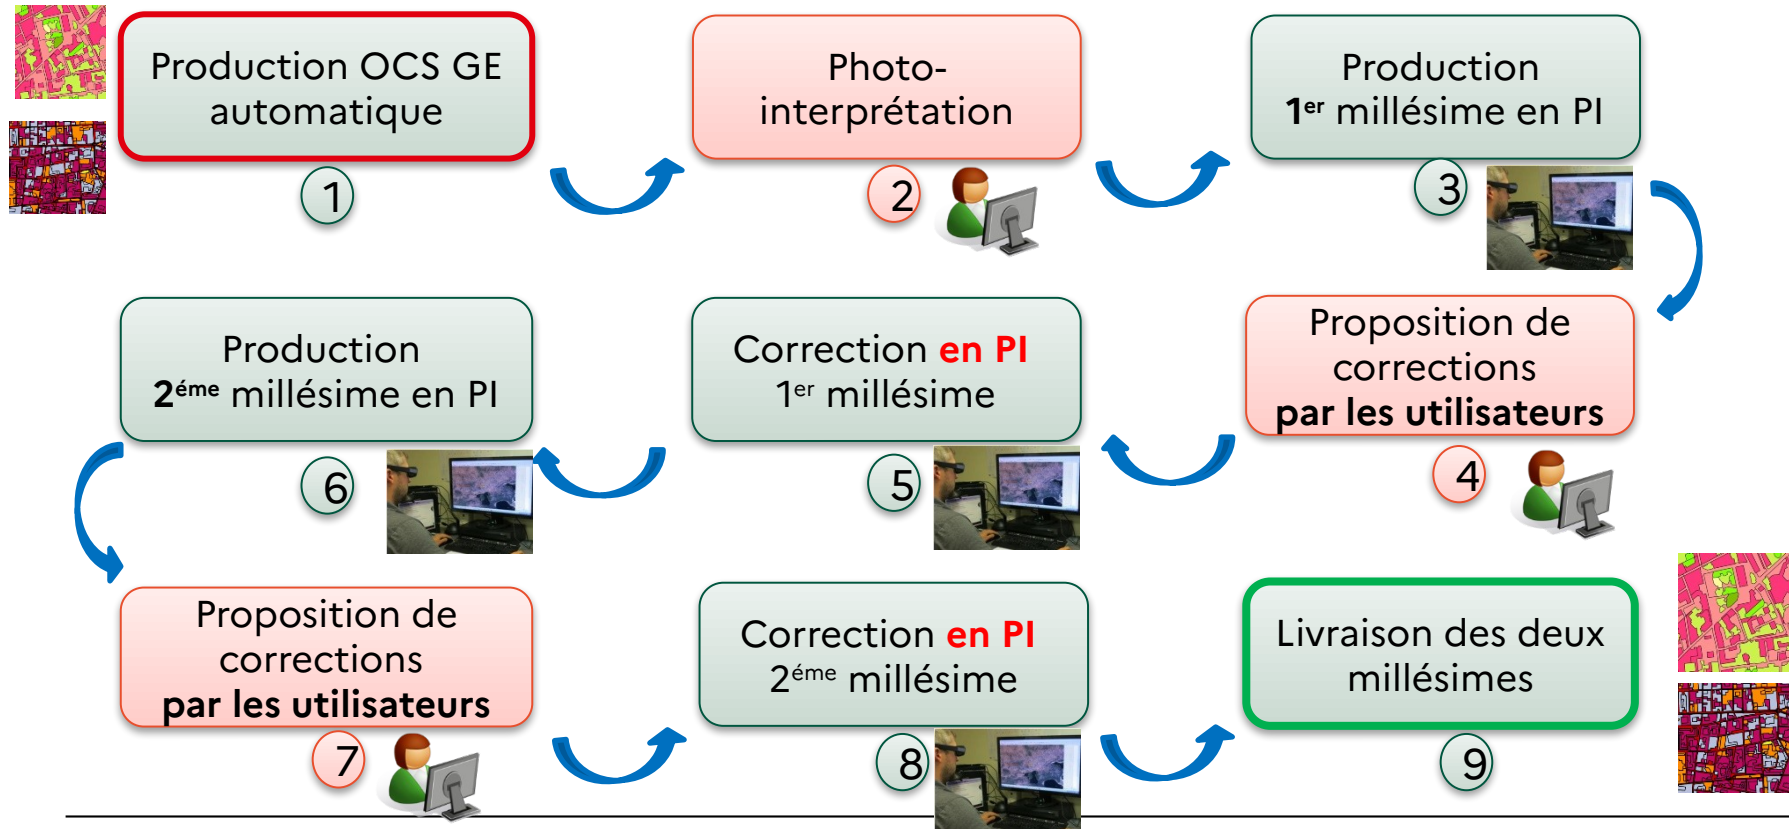 Production OCS GE
automatique
1
Photo-
interprétation
2
Production
1er millésime en PI
3
Proposition de
corrections
par les utilisateurs
4
Correction en PI
1er millésime
5
Production
2éme millésime en PI
6
Proposition de
corrections
par les utilisateurs
7
Correction en PI
2éme millésime
8
Livraison des deux
millésimes
9